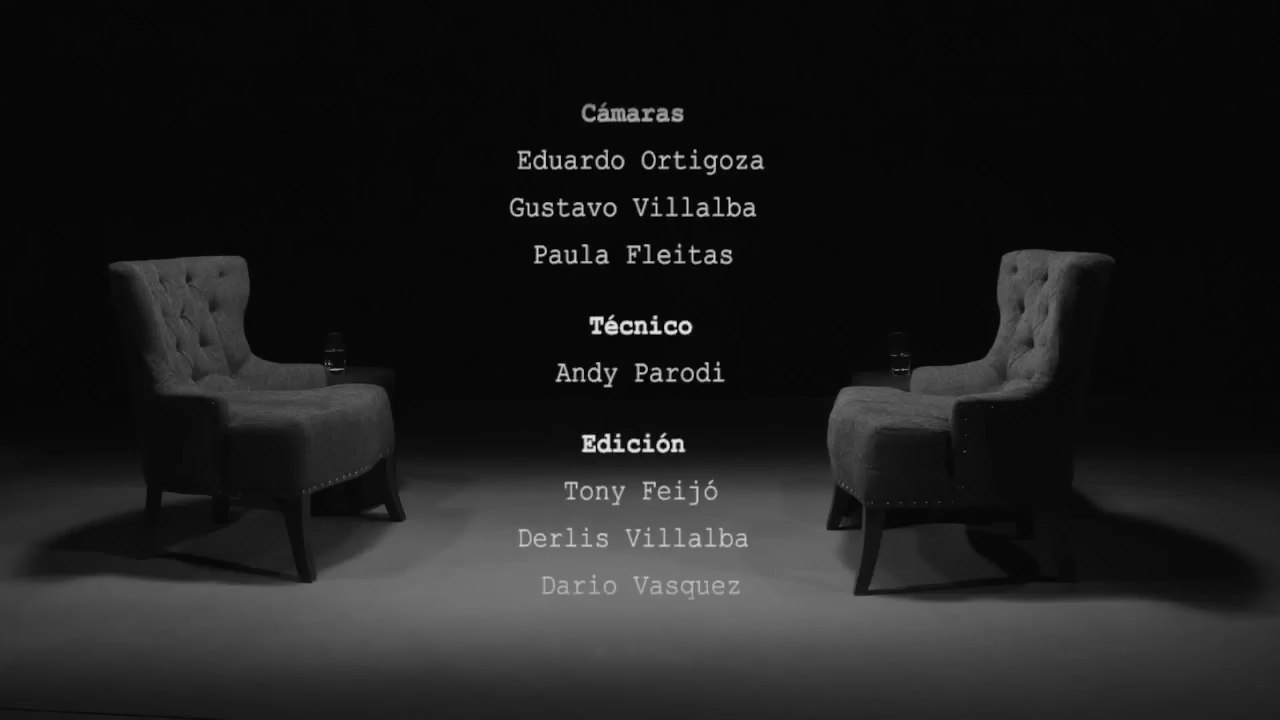 Cámaras
Eduardo Ortigoza
Gustavo Villalba
Paula Fleitas
Técnico
Andy Parodi
Edición
Tony Feijó
Derlis Villalba
Dario Vasquez